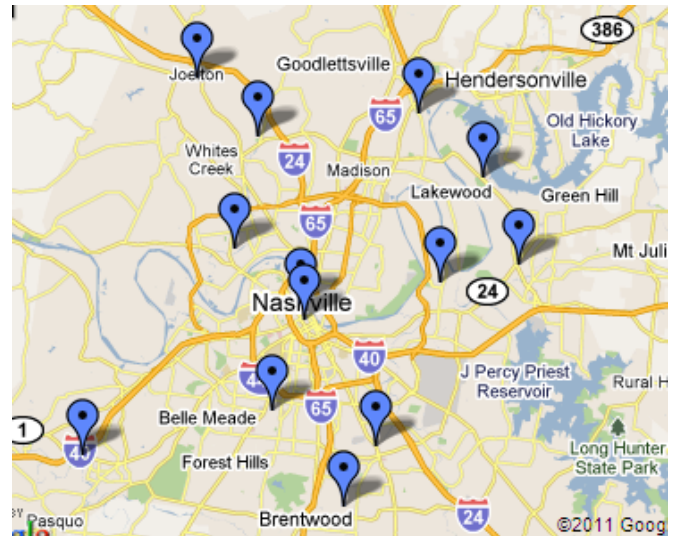 386
Goodlettsville
Joelton
Hendersonville
65
Old Hickory
Lake
24
Whites
Creek
Madison
Lakewood
Green Hill
65
Mt Juli
24
Nashville
40
J Percy Priest
Reservoir
Rural H
65
Belle Meade
1
40
Forest Hills
Long Hunter
State Park
Pasquo
Brentwood
24
©2011 Goog